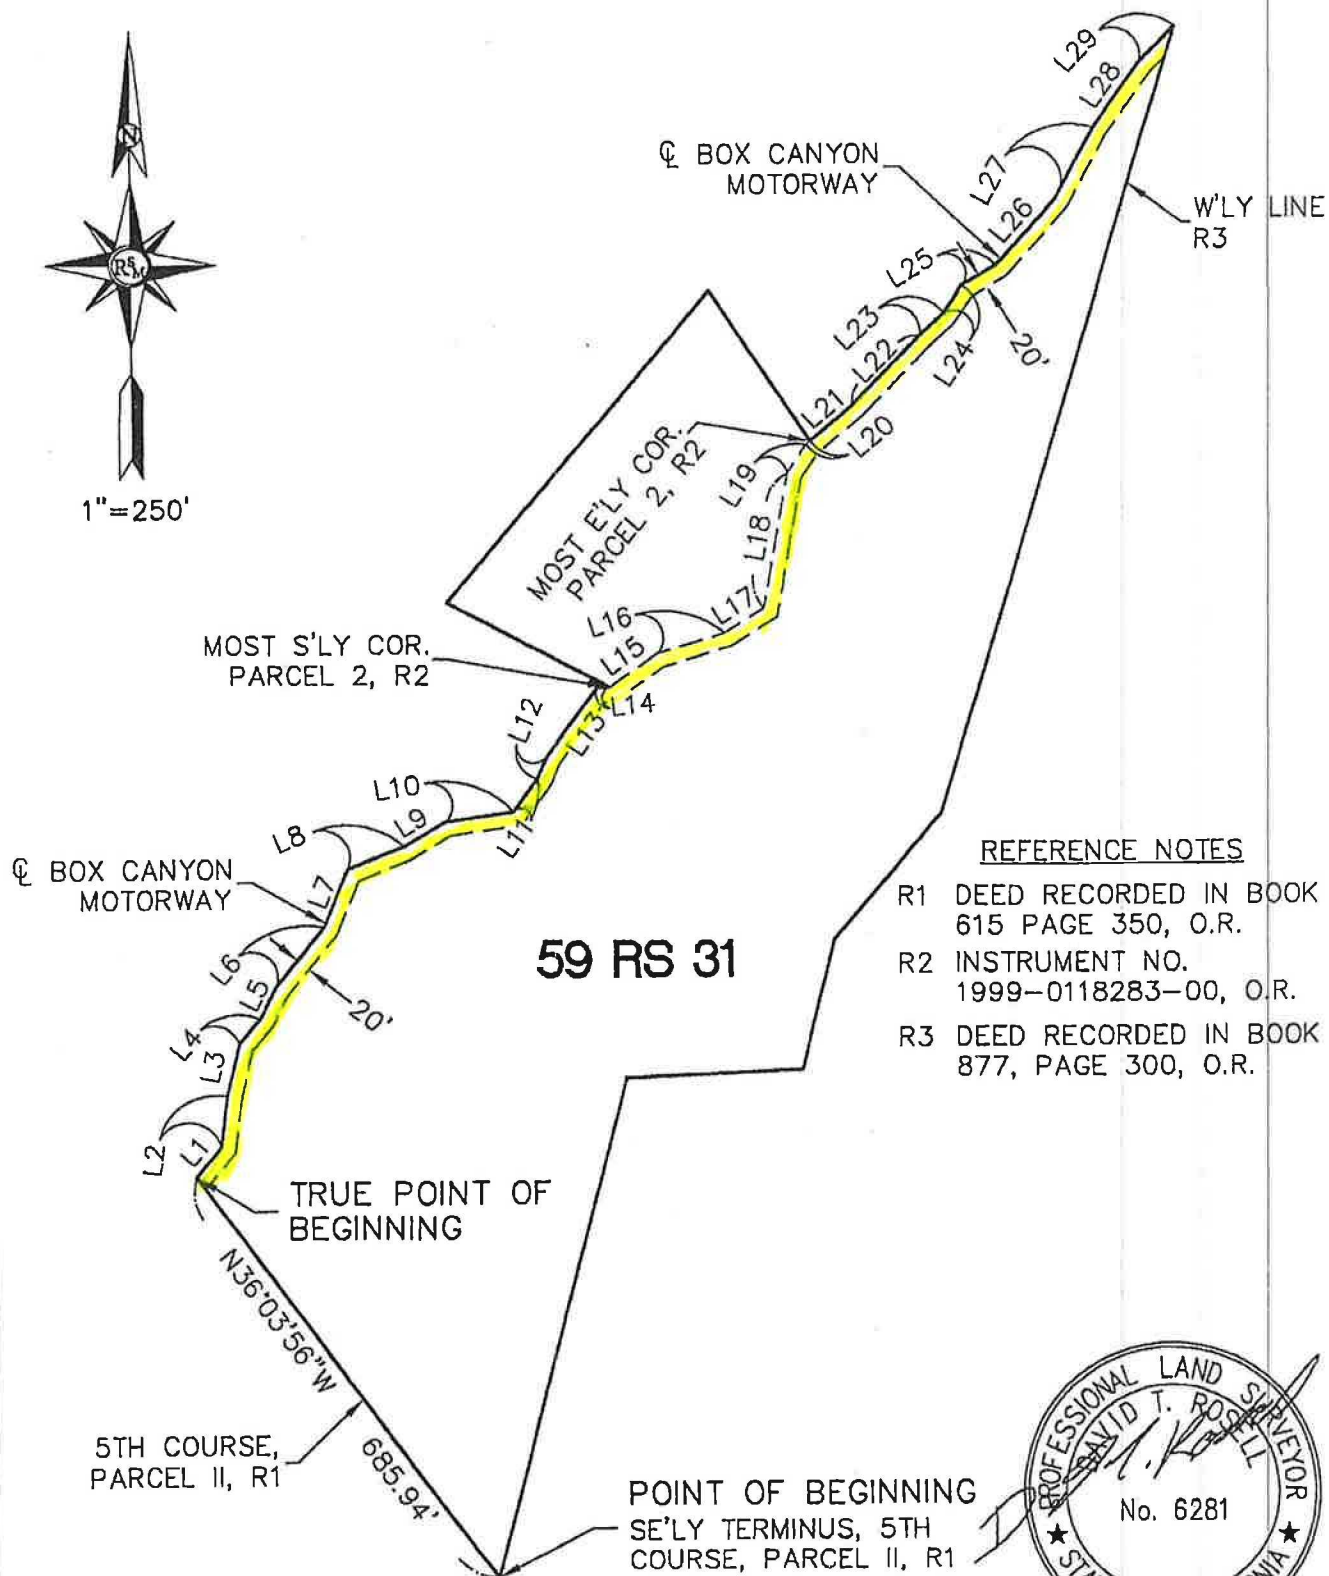 N
RSM
1"=250'
L29
L28
L27
L26
L25
L24
L23
L22
L21
L20
L19
L18
L17
L16
L15
L14
L13
L12
L11
L10
L9
L8
L7
L6
L5
L4
L3
L2
L1
℄ BOX CANYON
MOTORWAY
W'LY LINE
R3
20'
MOST E'LY COR.
PARCEL 2, R2
MOST S'LY COR.
PARCEL 2, R2
℄ BOX CANYON
MOTORWAY
20'
59 RS 31
REFERENCE NOTES
R1 DEED RECORDED IN BOOK
615 PAGE 350, O.R.
R2 INSTRUMENT NO.
1999-0118283-00, O.R.
R3 DEED RECORDED IN BOOK
877, PAGE 300, O.R.
TRUE POINT OF
BEGINNING
N36°03'56"W
685.94'
5TH COURSE,
PARCEL II, R1
POINT OF BEGINNING
SE'LY TERMINUS, 5TH
COURSE, PARCEL II, R1
PROFESSIONAL LAND SURVEYOR
DAVID T. ROSELL
No. 6281